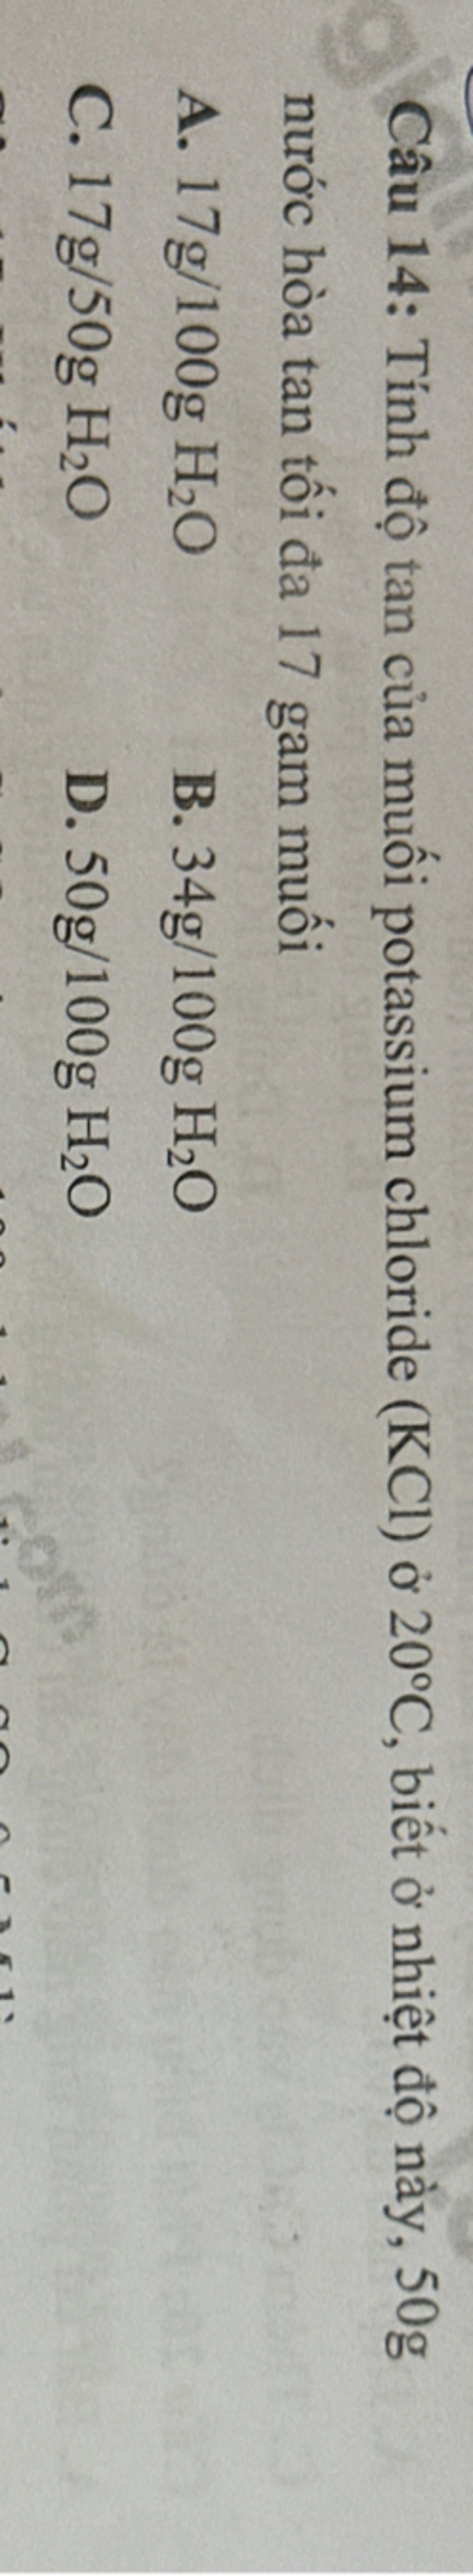 Câu 14: Tính độ tan của muối potassium chloride (KCl) ở 20°C, biết ở nhiệt độ này, 50g
nước hòa tan tối đa 17 gam muối
A. 17g/100g H₂O B. 34g/100g H₂O
C. 17g/50g H₂O D. 50g/100g H₂O